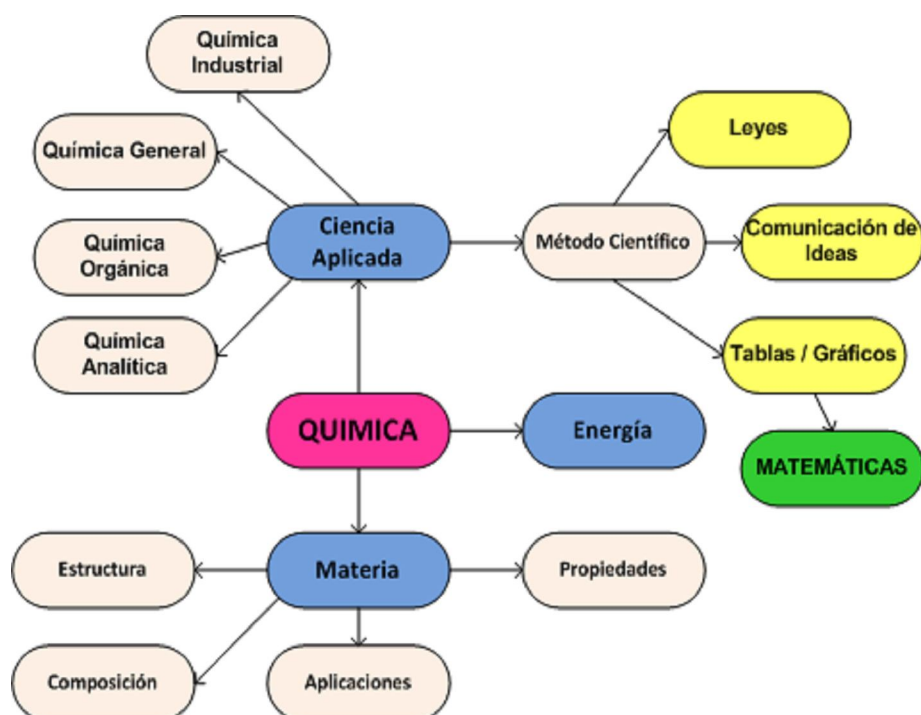 Química
Industrial
Química General
Química
Orgánica
Química
Analítica
Ciencia
Aplicada
Método Científico
Leyes
Comunicación de
Ideas
Tablas / Gráficos
MATEMÁTICAS
QUIMICA
Energía
Materia
Estructura
Propiedades
Composición
Aplicaciones